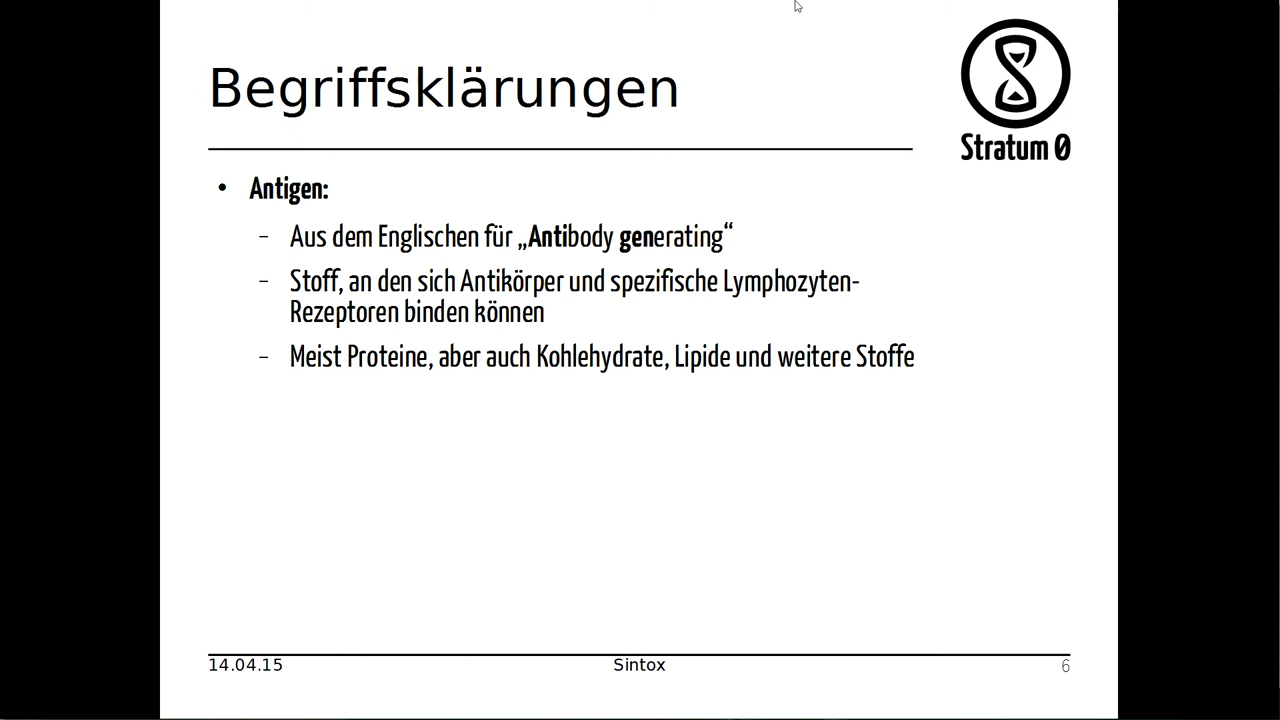 Begriffsklärungen
Stratum 0
• Antigen:
– Aus dem Englischen für „Antibody generating“
– Stoff, an den sich Antikörper und spezifische Lymphozyten-
Rezeptoren binden können
– Meist Proteine, aber auch Kohlehydrate, Lipide und weitere Stoffe
14.04.15 Sintox 6